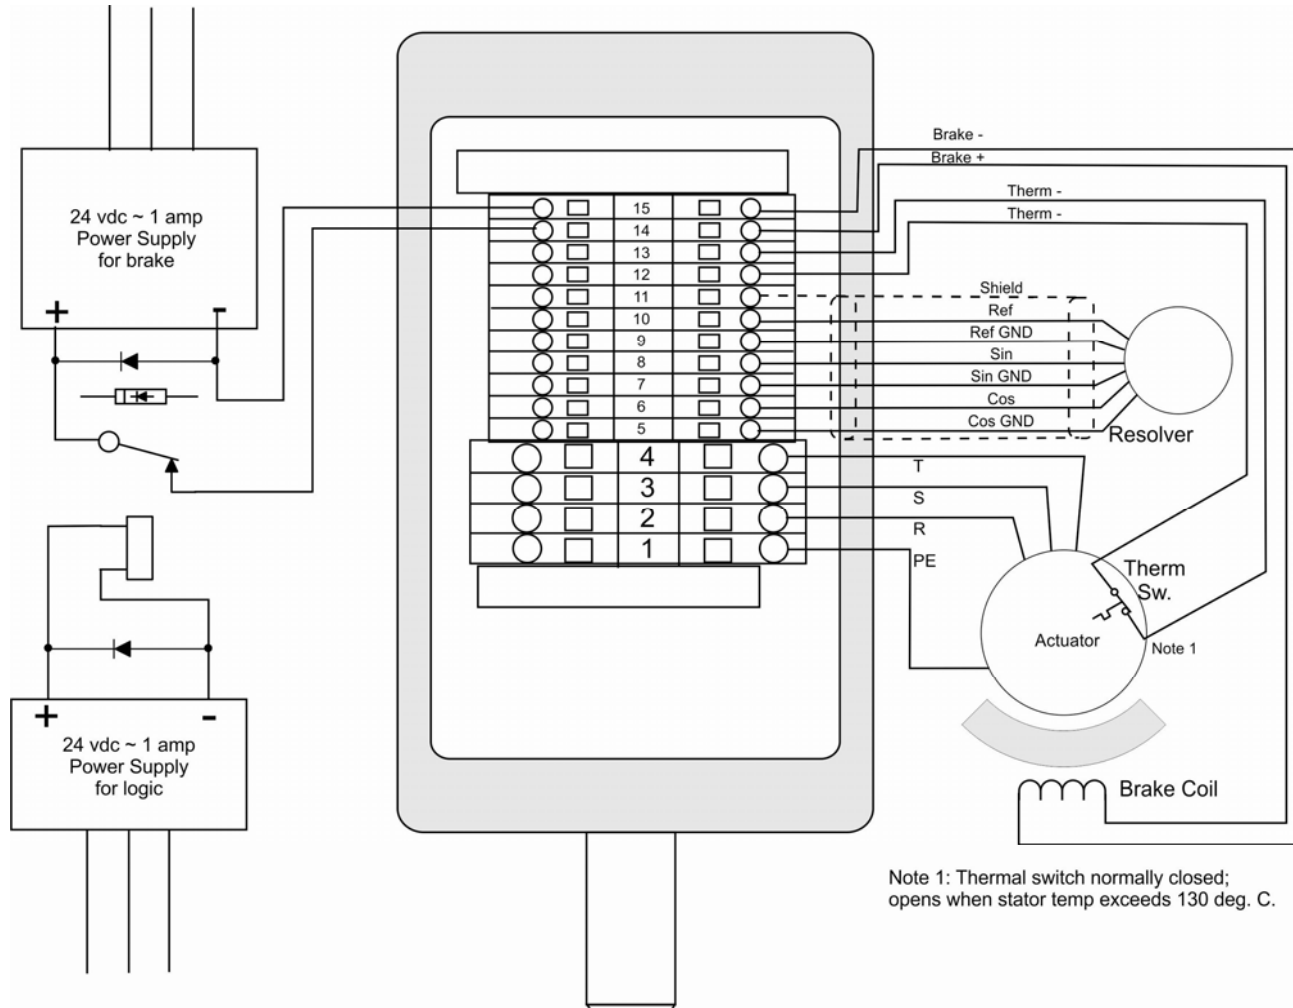 24 vdc ~ 1 amp
Power Supply
for brake
+
-
24 vdc ~ 1 amp
Power Supply
for logic
+
-
15
14
13
12
11
10
9
8
7
6
5
4
3
2
1
Brake -
Brake +
Therm -
Therm -
Shield
Ref
Ref GND
Sin
Sin GND
Cos
Cos GND
Resolver
T
S
R
PE
Therm
Sw.
Actuator
Note 1
Brake Coil
Note 1: Thermal switch normally closed;
opens when stator temp exceeds 130 deg. C.